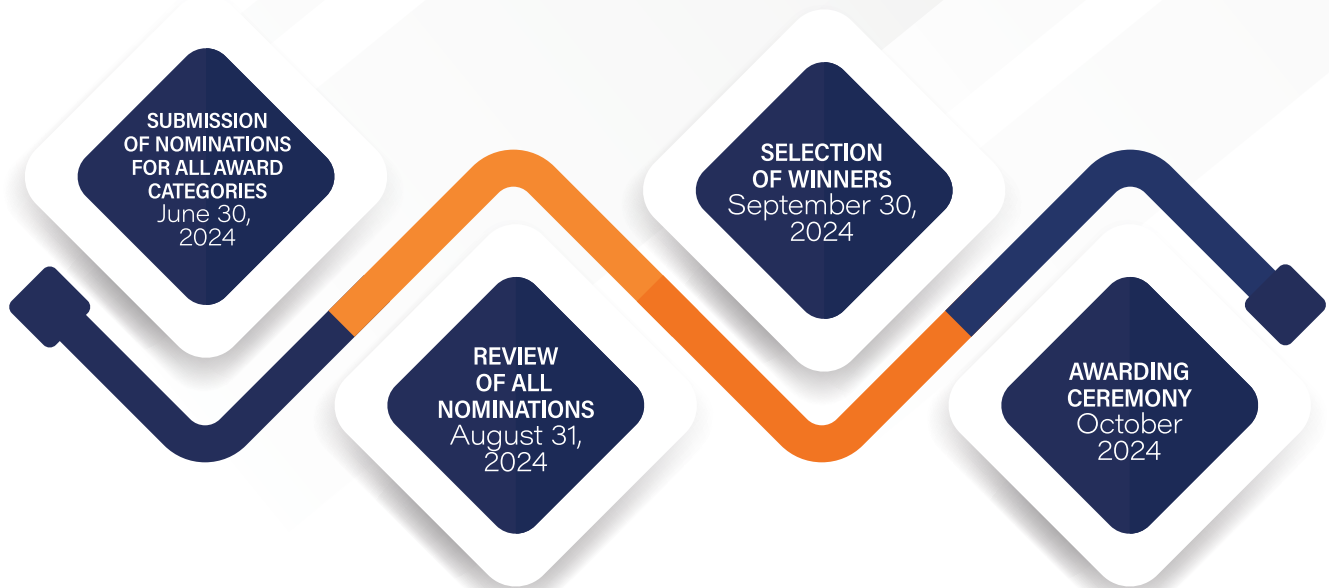 SUBMISSION
OF NOMINATIONS
FOR ALL AWARD
CATEGORIES
June 30,
2024
REVIEW
OF ALL
NOMINATIONS
August 31,
2024
SELECTION
OF WINNERS
September 30,
2024
AWARDING
CEREMONY
October
2024